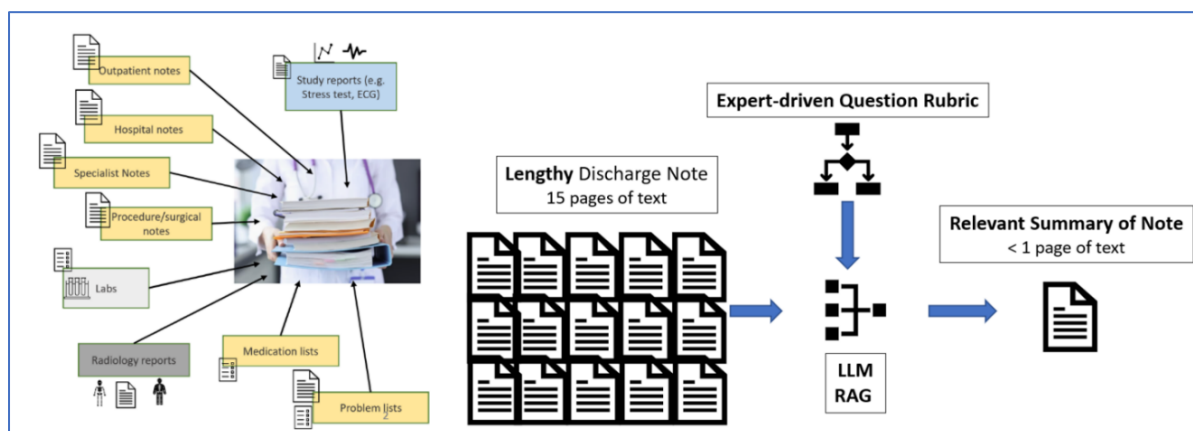 Outpatient notes
Study reports (e.g.
Stress test, ECG)
Hospital notes
Specialist Notes
Procedure/surgical
notes
Labs
Radiology reports
Medication lists
2
Problem lists
Expert-driven Question Rubric
Lengthy Discharge Note
15 pages of text
LLM
RAG
Relevant Summary of Note
< 1 page of text